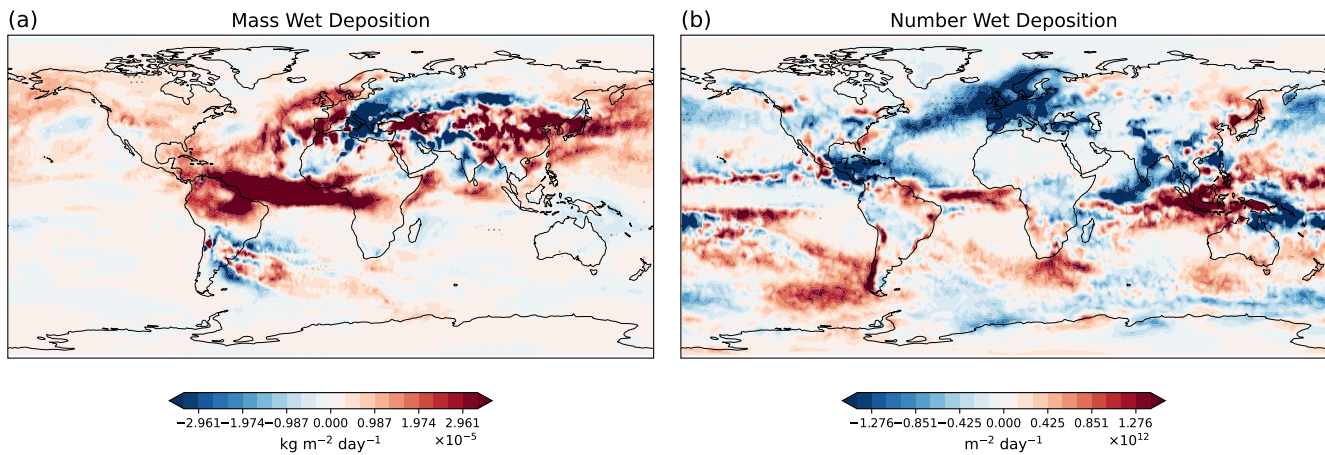 (a)
Mass Wet Deposition
−2.961 −1.974 −0.987 0.000 0.987 1.974 2.961
×10⁻⁵
kg m⁻² day⁻¹
(b)
Number Wet Deposition
−1.276 −0.851 −0.425 0.000 0.425 0.851 1.276
×10¹²
m⁻² day⁻¹